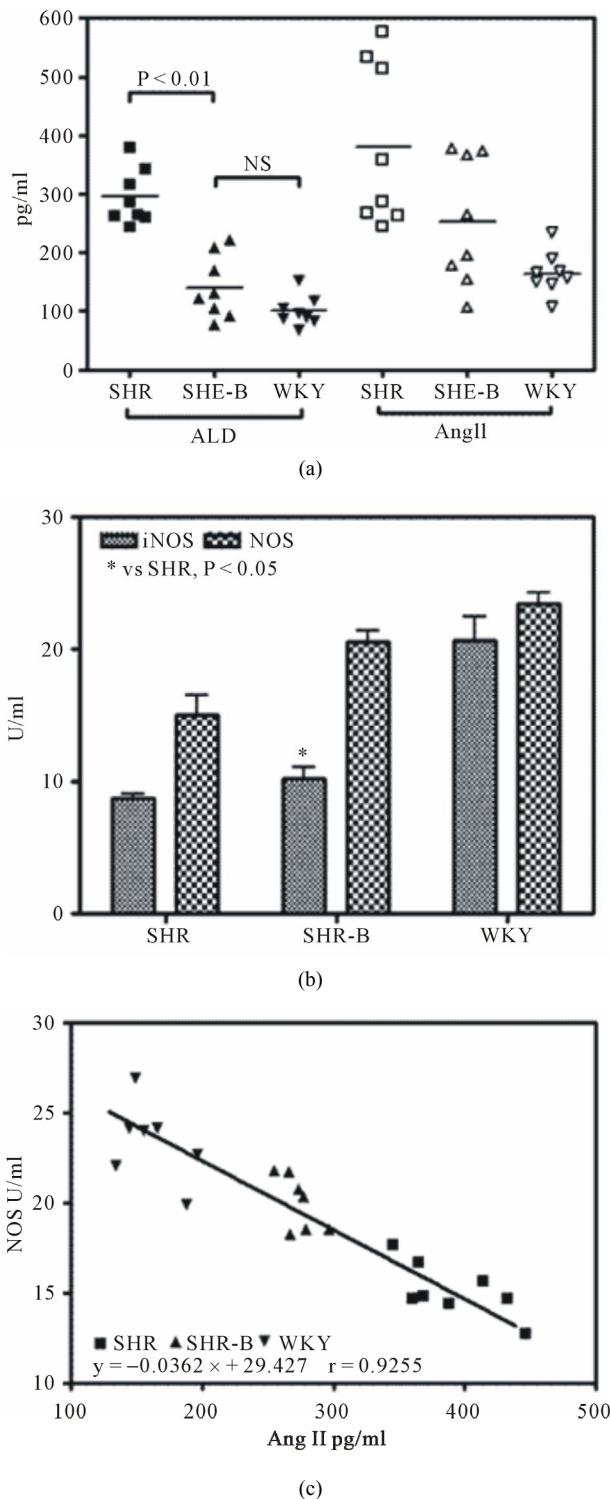 600
P < 0.01
500
400
NS
pg/ml
300
200
100
0
SHR SHE-B WKY SHR SHE-B WKY
ALD AngII
(a)
30
iNOS NOS
* vs SHR, P < 0.05
20
U/ml
*
10
0
SHR SHR-B WKY
(b)
30
25
NOS U/ml
20
15
SHR SHR-B WKY
y = −0.0362 × + 29.427 r = 0.9255
10
100 200 300 400 500
Ang II pg/ml
(c)